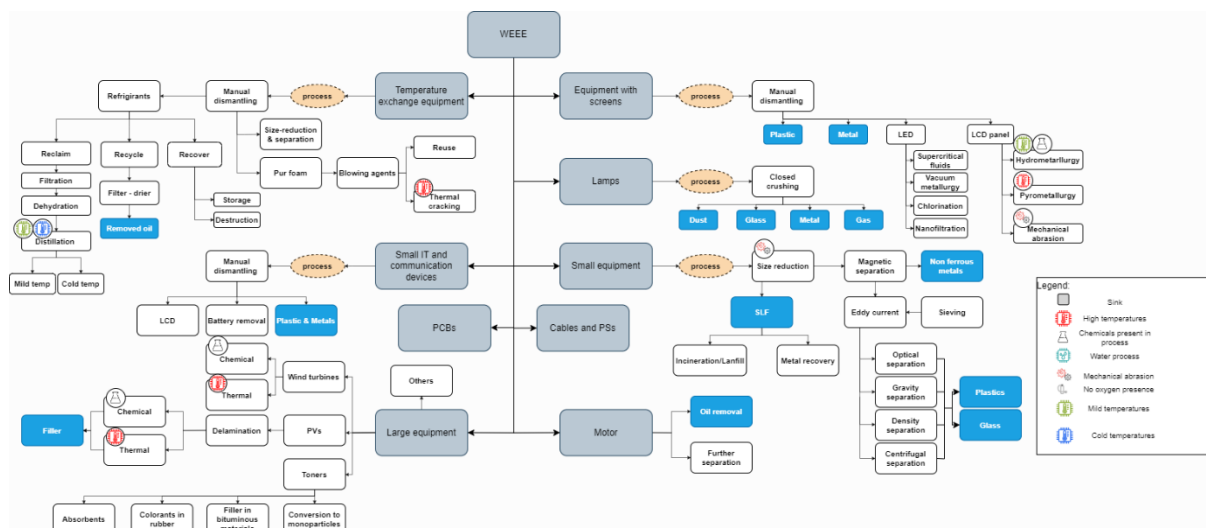 WEEE
Refrigirants
Manual
dismantling
process
Temperature
exchange equipment
Equipment with
screens
process
Manual
dismantling
Size-reduction
& separation
Plastic
Metal
LED
LCD panel
Reclaim
Recycle
Recover
Pur foam
Blowing agents
Reuse
Thermal
cracking
Supercritical
fluids
Hydrometarllurgy
Filtration
Filter - drier
Lamps
process
Closed
crushing
Vacuum
metallurgy
Pyrometallurgy
Dehydration
Storage
Chlorination
Removed oil
Destruction
Dust
Glass
Metal
Gas
Nanofiltration
Mechanical
abrasion
Distillation
Mild temp
Cold temp
Manual
dismantling
process
Small IT and
communication
devices
Small equipment
process
Size reduction
Magnetic
separation
Non ferrous
metals
LCD
Battery removal
Plastic & Metals
PCBs
Cables and PSs
SLF
Eddy current
Sieving
Chemical
Thermal
Wind turbines
Others
Incineration/Lanfill
Metal recovery
Optical
separation
Gravity
separation
Density
separation
Centrifugal
separation
Plastics
Glass
Filler
Chemical
Thermal
Delamination
PVs
Large equipment
Motor
Oil removal
Further
separation
Toners
Absorbents
Colorants in
rubber
Filler in
bituminous
materials
Conversion to
monoparticles
Legend:
Sink
High temperatures
Chemicals present in
process
Water process
Mechanical abrasion
No oxygen presence
Mild temperatures
Cold temperatures